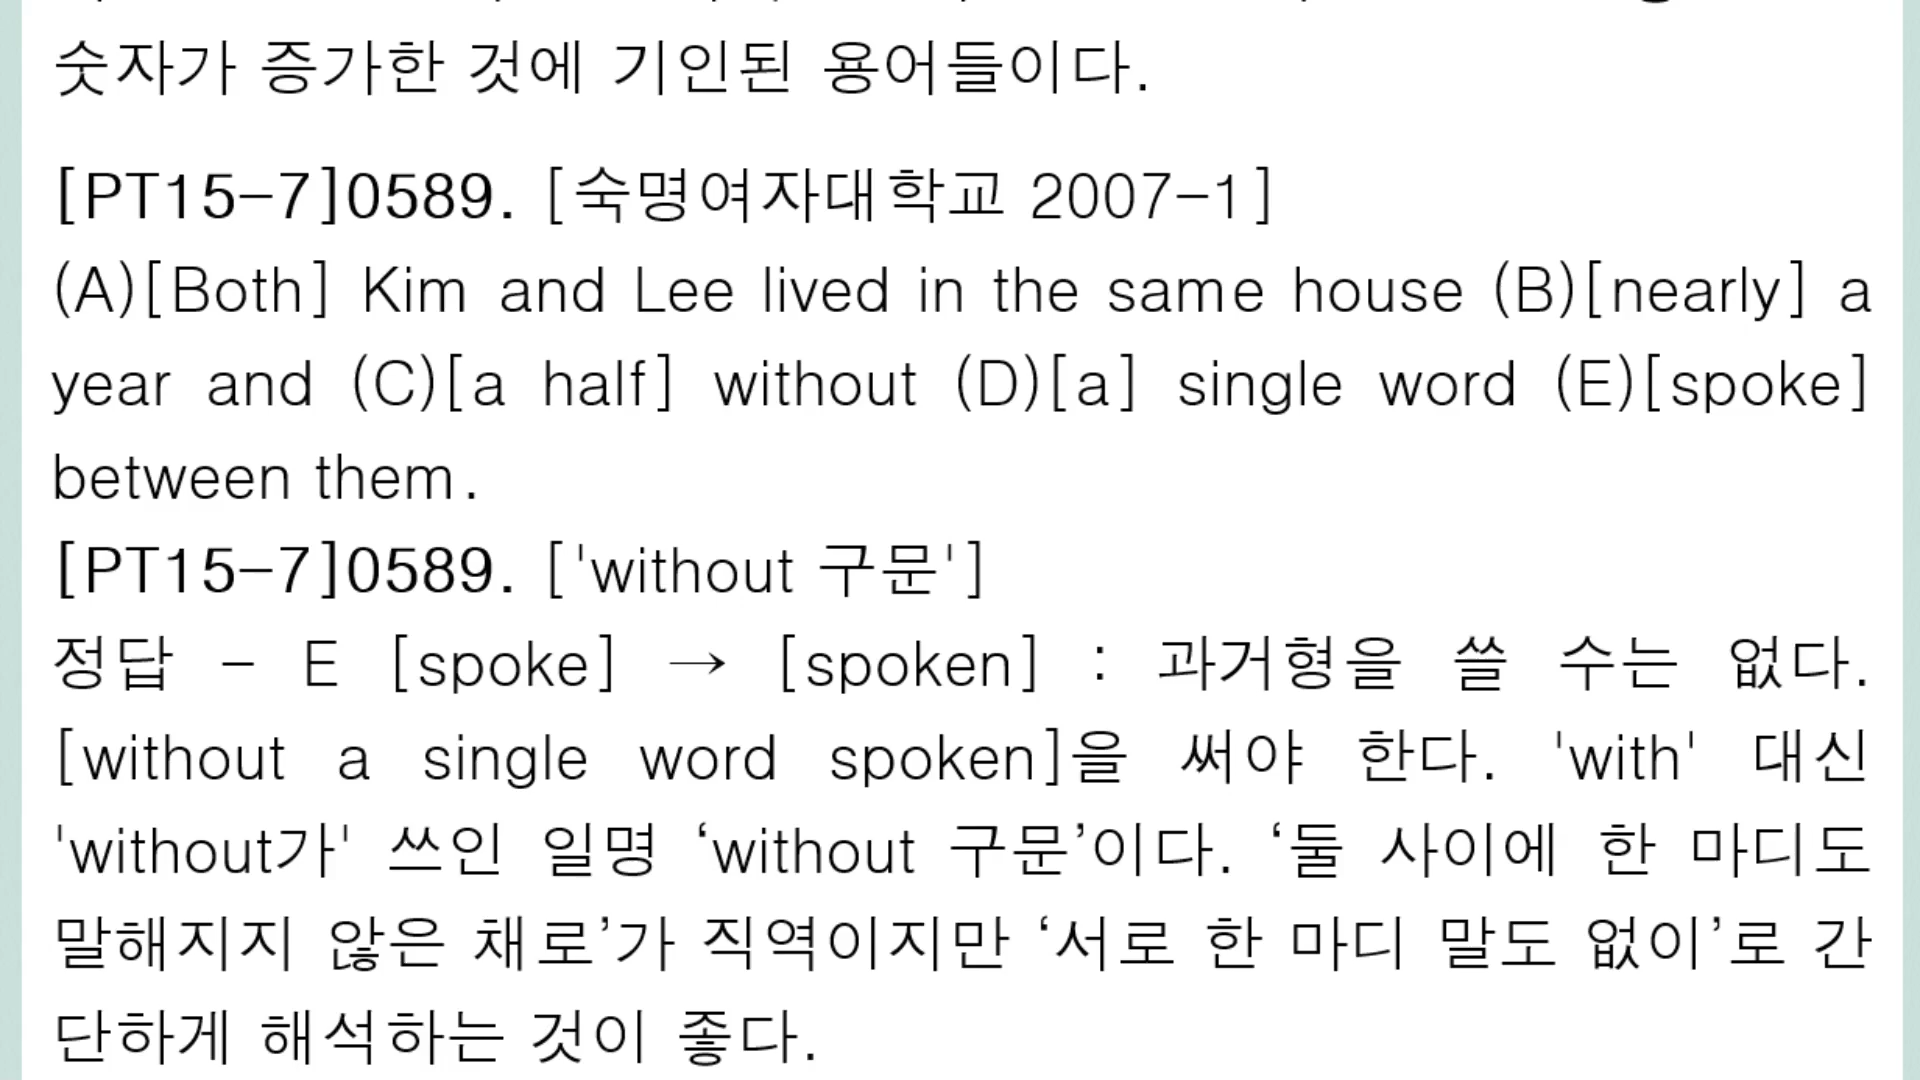 숫자가 증가한 것에 기인된 용어들이다.
[PT15-7]0589. [숙명여자대학교 2007-1]
(A)[Both] Kim and Lee lived in the same house (B)[nearly] a
year and (C)[a half] without (D)[a] single word (E)[spoke]
between them.
[PT15-7]0589. ['without 구문']
정답 - E [spoke] → [spoken] : 과거형을 쓸 수는 없다.
[without a single word spoken]을 써야 한다. 'with' 대신
'without가' 쓰인 일명 ‘without 구문’이다. ‘둘 사이에 한 마디도
말해지지 않은 채로’가 직역이지만 ‘서로 한 마디 말도 없이’로 간
단하게 해석하는 것이 좋다.